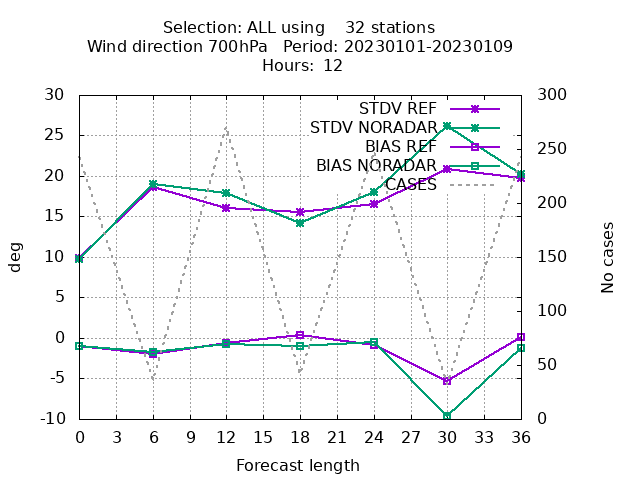 Selection: ALL using    32 stations
Wind direction 700hPa   Period: 20230101-20230109
Hours:  12
30
25
20
15
10
5
0
-5
-10
deg
300
250
200
150
100
50
0
No cases
STDV REF
STDV NORADAR
BIAS REF
BIAS NORADAR
CASES
0 3 6 9 12 15 18 21 24 27 30 33 36
Forecast length